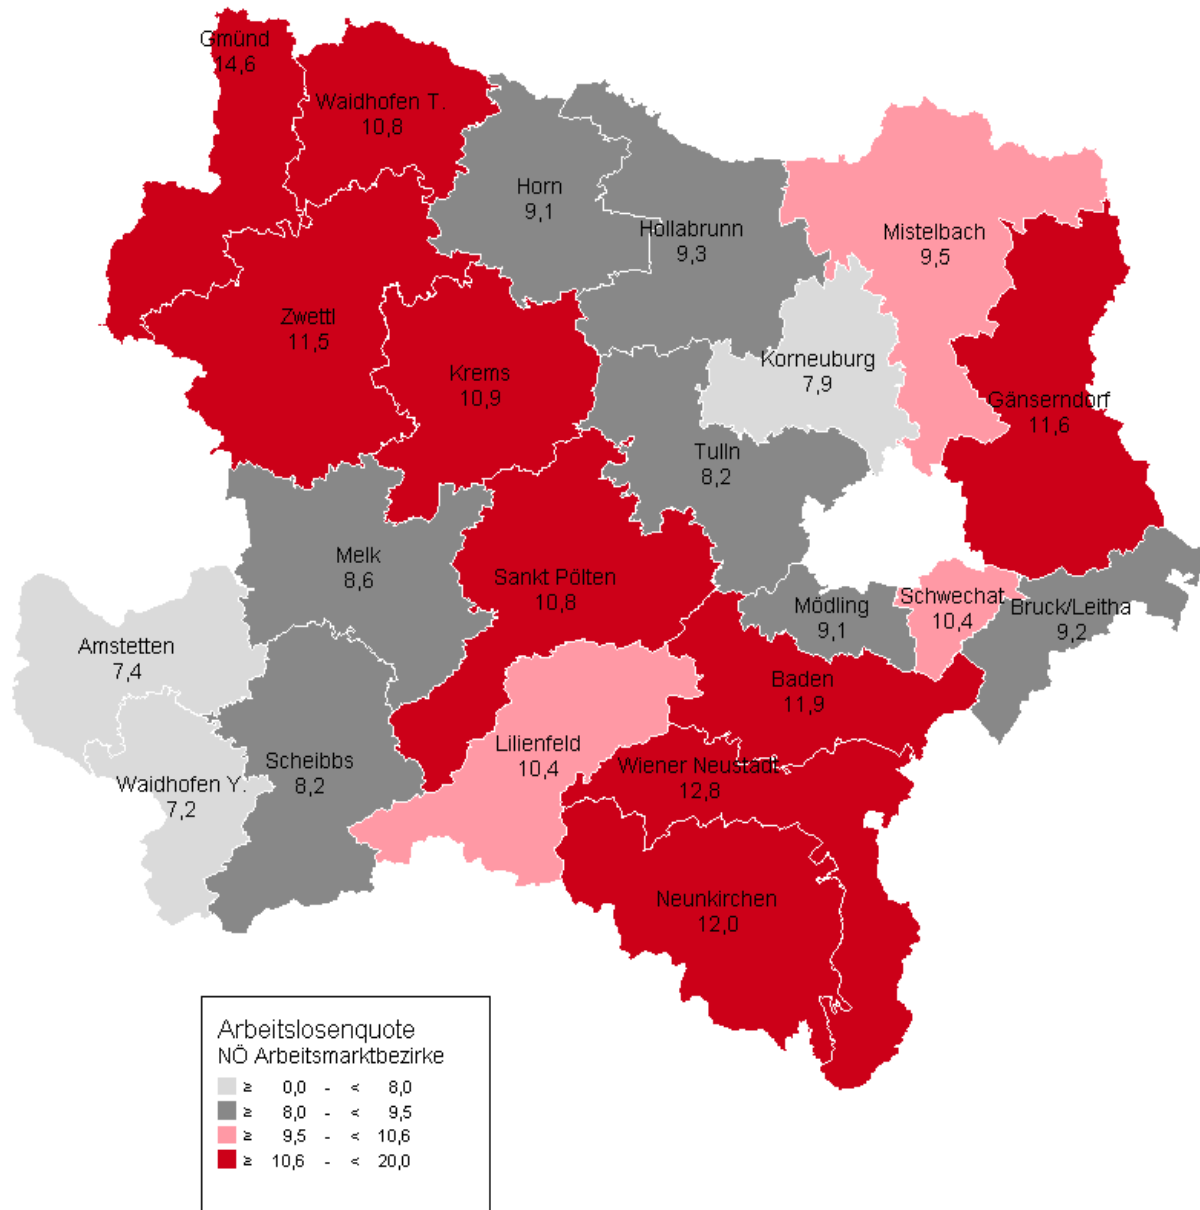 Gmünd
14,6
Waidhofen T.
10,8
Horn
9,1
Hollabrunn
9,3
Mistelbach
9,5
Zwettl
11,5
Krems
10,9
Korneuburg
7,9
Gänserndorf
11,6
Tulln
8,2
Melk
8,6
Sankt Pölten
10,8
Mödling
9,1
Schwechat
10,4
Bruck/Leitha
9,2
Amstetten
7,4
Baden
11,9
Lilienfeld
10,4
Scheibbs
8,2
Wiener Neustadt
12,8
Waidhofen Y.
7,2
Neunkirchen
12,0
Arbeitslosenquote
NÖ Arbeitsmarktbezirke
≥ 0,0 - < 8,0
≥ 8,0 - < 9,5
≥ 9,5 - < 10,6
≥ 10,6 - < 20,0